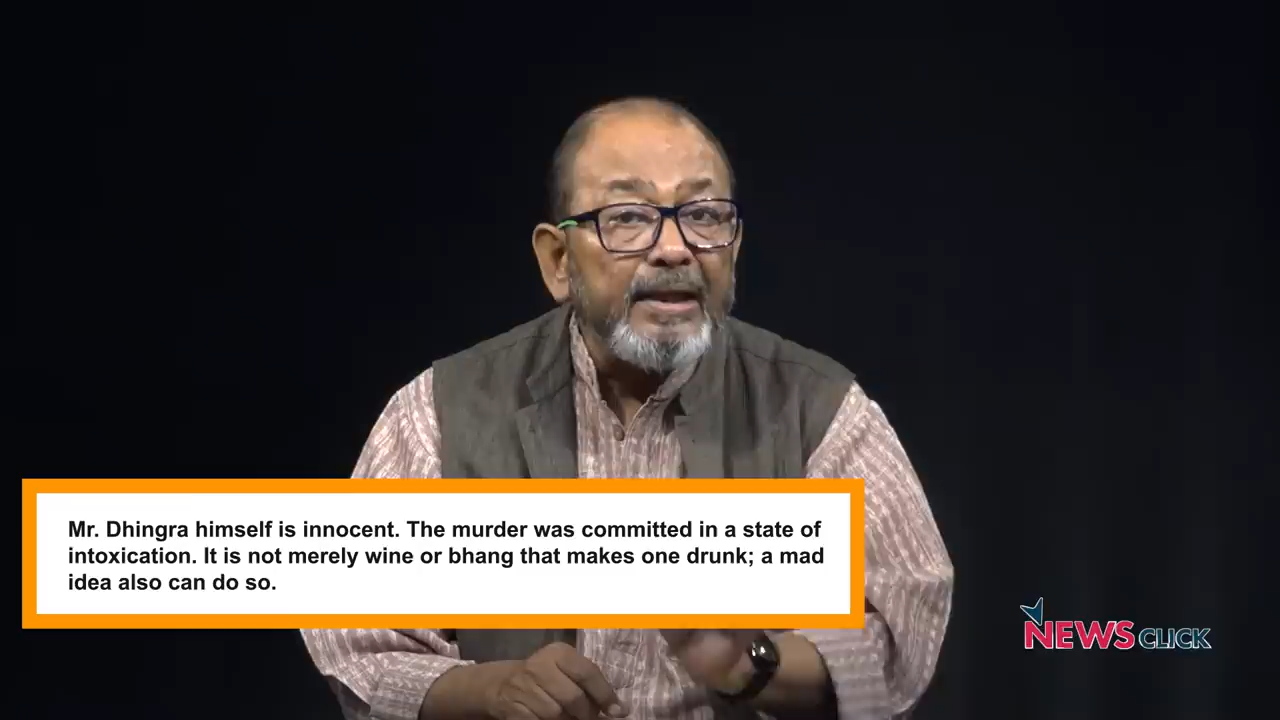 Mr. Dhingra himself is innocent. The murder was committed in a state of
intoxication. It is not merely wine or bhang that makes one drunk; a mad
idea also can do so.
NEWSCLICK